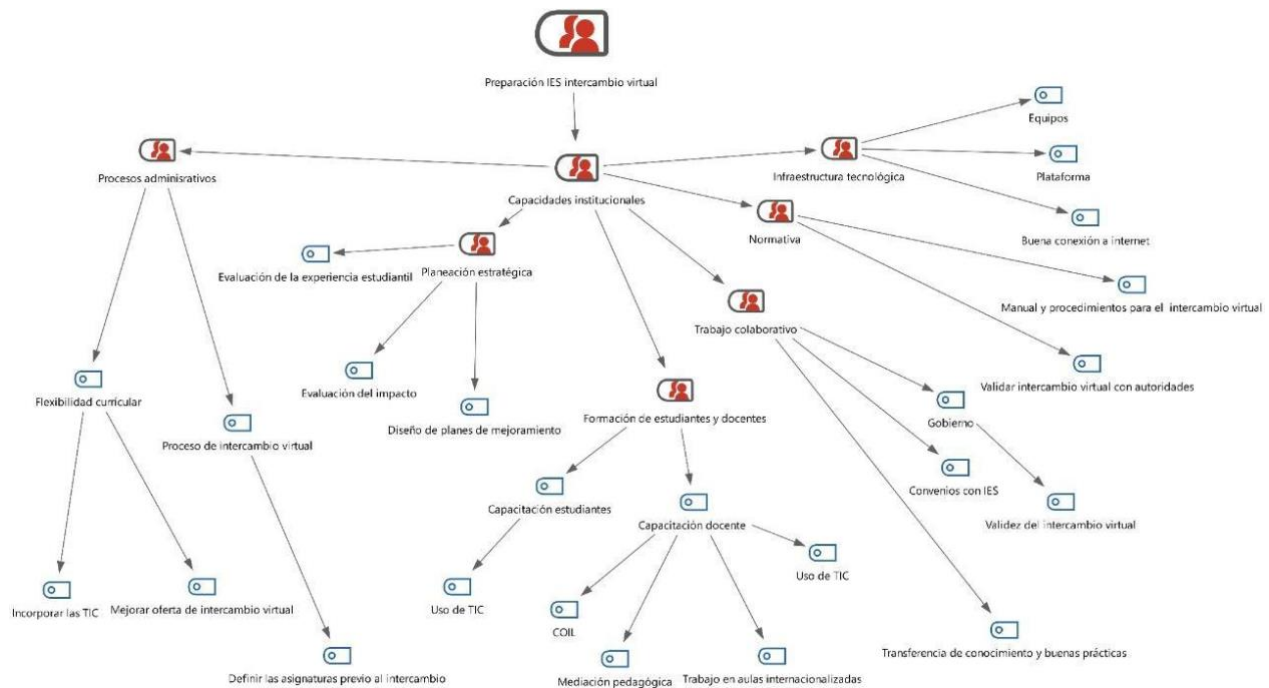 Preparación IES intercambio virtual
Equipos
Procesos adminisrativos
Infraestructura tecnológica
Plataforma
Capacidades institucionales
Normativa
Buena conexión a internet
Evaluación de la experiencia estudiantil
Planeación estratégica
Manual y procedimientos para el intercambio virtual
Trabajo colaborativo
Validar intercambio virtual con autoridades
Flexibilidad curricular
Evaluación del impacto
Diseño de planes de mejoramiento
Formación de estudiantes y docentes
Gobierno
Proceso de intercambio virtual
Convenios con IES
Capacitación estudiantes
Capacitación docente
Validez del intercambio virtual
Uso de TIC
Incorporar las TIC
Mejorar oferta de intercambio virtual
Uso de TIC
COIL
Transferencia de conocimiento y buenas prácticas
Definir las asignaturas previo al intercambio
Mediación pedagógica
Trabajo en aulas internacionalizadas